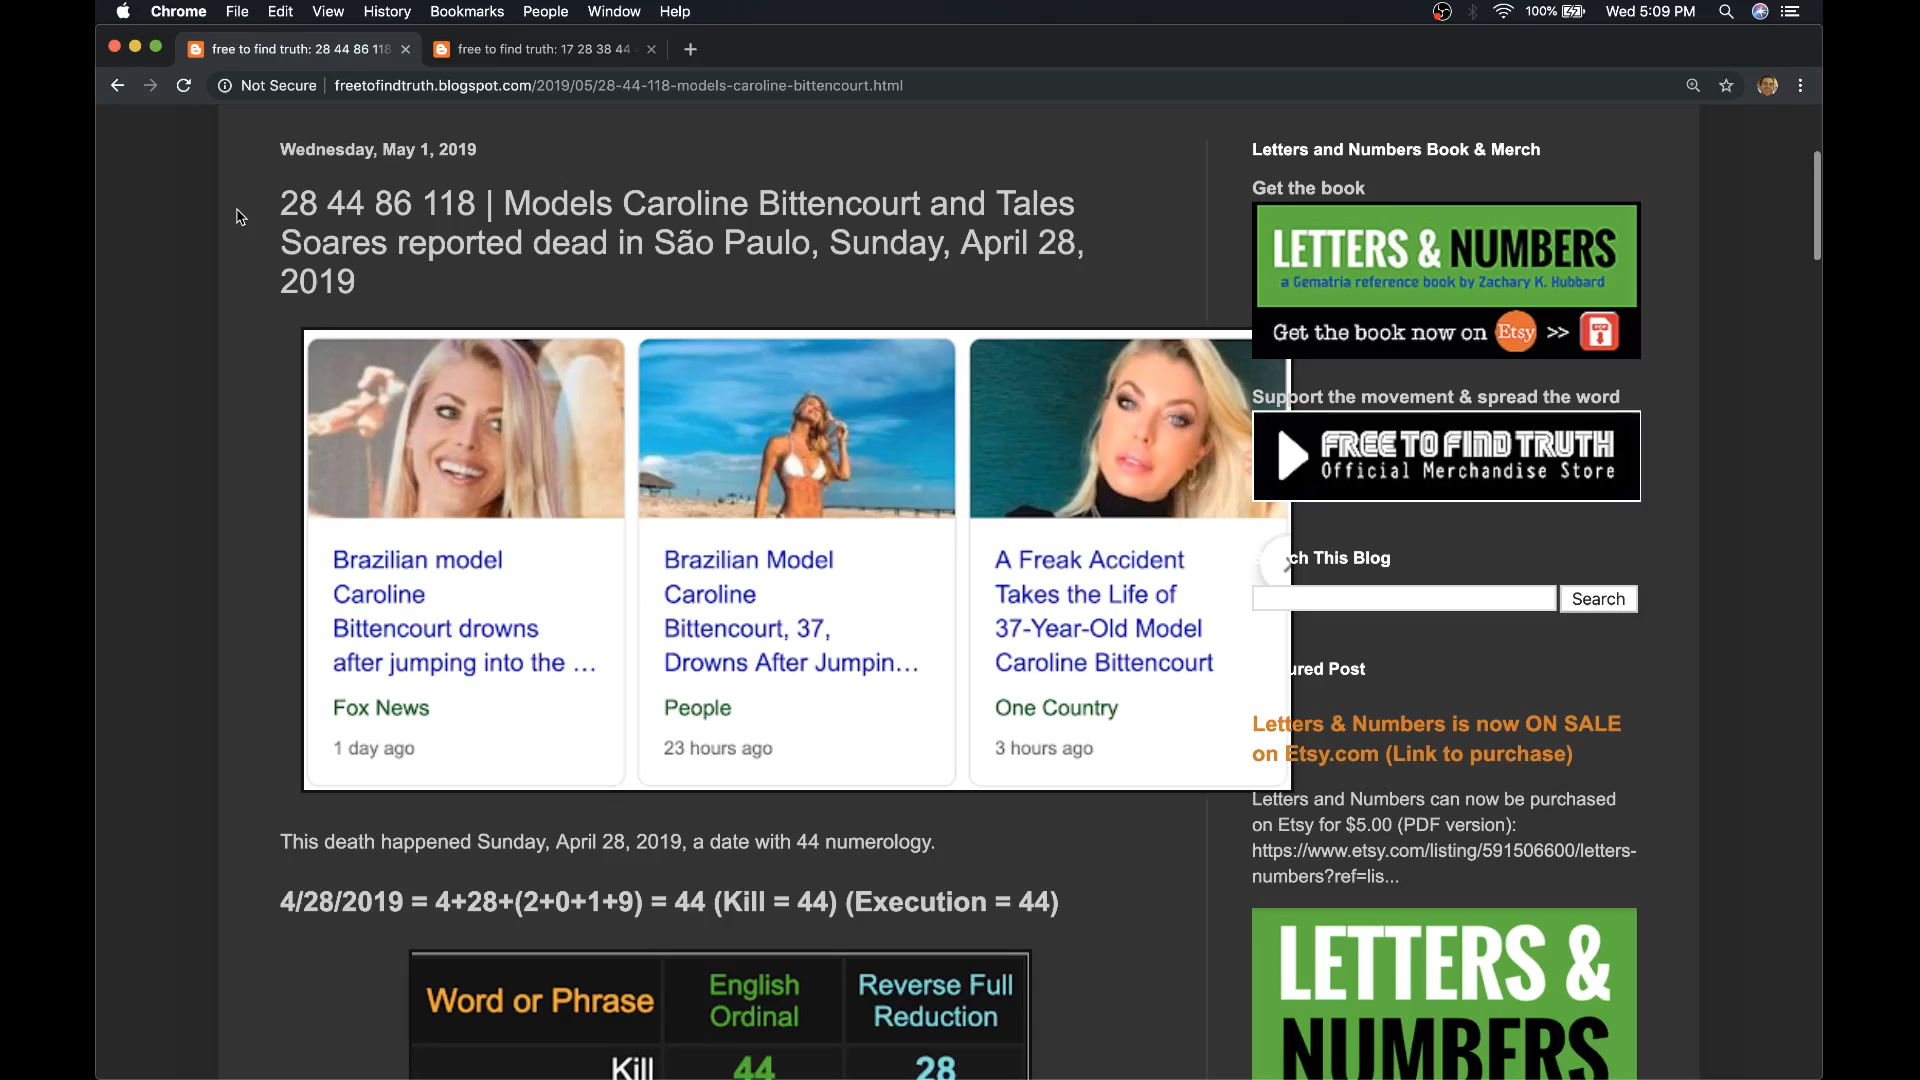 Chrome File Edit View History Bookmarks People Window Help 100% Wed 5:09 PM
free to find truth: 28 44 86 118 free to find truth: 17 28 38 44
Not Secure freetofindtruth.blogspot.com/2019/05/28-44-118-models-caroline-bittencourt.html
Wednesday, May 1, 2019
28 44 86 118 | Models Caroline Bittencourt and Tales
Soares reported dead in São Paulo, Sunday, April 28,
2019
Brazilian model
Caroline
Bittencourt drowns
after jumping into the ...
Fox News
1 day ago
Brazilian Model
Caroline
Bittencourt, 37,
Drowns After Jumpin...
People
23 hours ago
A Freak Accident
Takes the Life of
37-Year-Old Model
Caroline Bittencourt
One Country
3 hours ago
This death happened Sunday, April 28, 2019, a date with 44 numerology.
4/28/2019 = 4+28+(2+0+1+9) = 44 (Kill = 44) (Execution = 44)
Word or Phrase
English
Ordinal
Reverse Full
Reduction
Kill 44 28
Letters and Numbers Book & Merch
Get the book
LETTERS & NUMBERS
a Gematria reference book by Zachary K. Hubbard
Get the book now on Etsy >>
Support the movement & spread the word
FREE TO FIND TRUTH
Official Merchandise Store
ch This Blog
Search
ured Post
Letters & Numbers is now ON SALE
on Etsy.com (Link to purchase)
Letters and Numbers can now be purchased
on Etsy for $5.00 (PDF version):
https://www.etsy.com/listing/591506600/letters-
numbers?ref=lis...
LETTERS &
NUMBERS